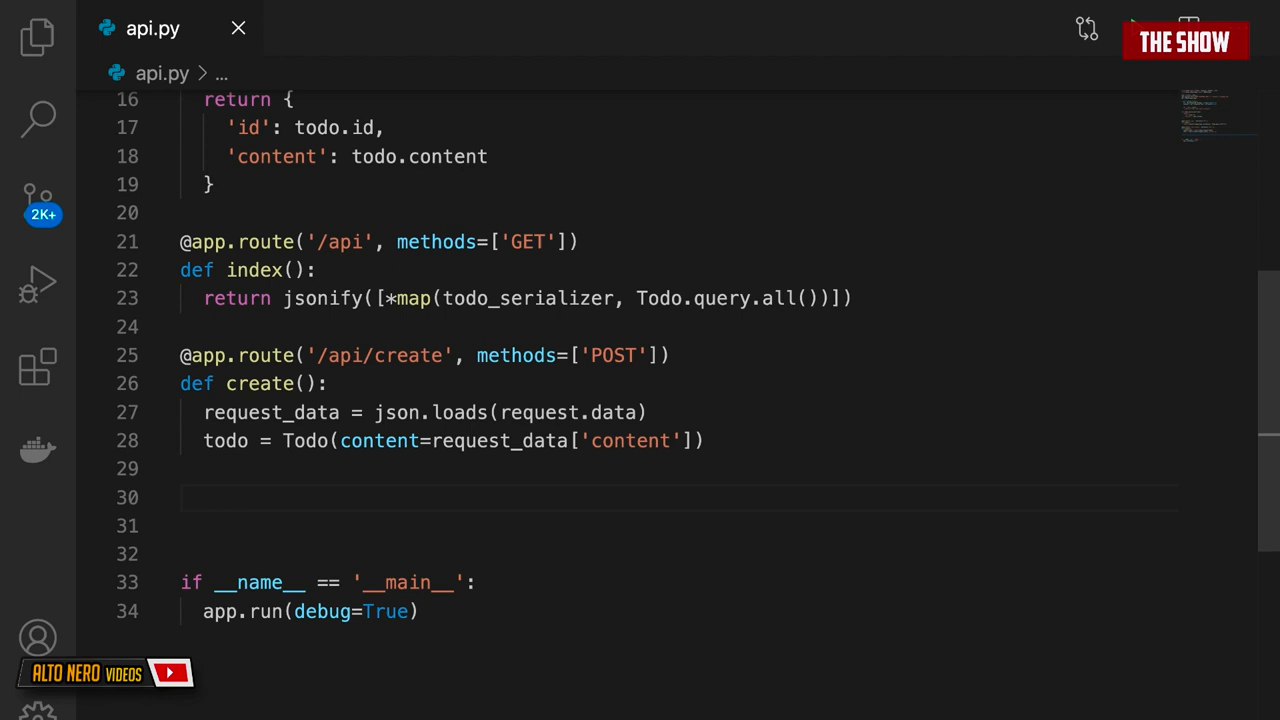 api.py
THE SHOW
api.py > ...
16 return {
17 'id': todo.id,
18 'content': todo.content
19 }
20
21 @app.route('/api', methods=['GET'])
22 def index():
23 return jsonify([*map(todo_serializer, Todo.query.all())])
24
25 @app.route('/api/create', methods=['POST'])
26 def create():
27 request_data = json.loads(request.data)
28 todo = Todo(content=request_data['content'])
29
30
31
32
33 if __name__ == '__main__':
34 app.run(debug=True)
2K+
ALTO NERO VIDEOS